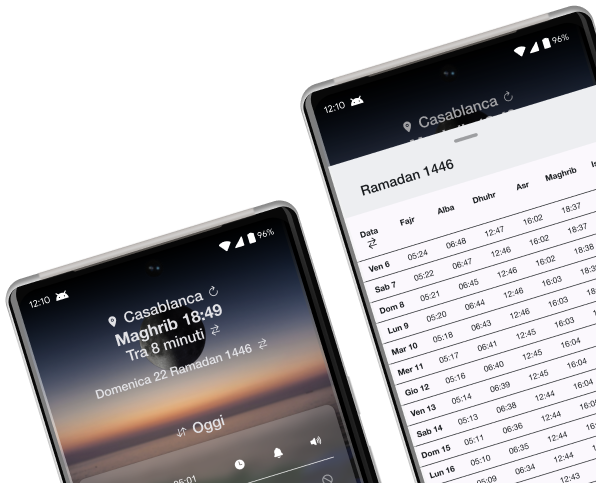 12:10
96%
Casablanca
Maghrib 18:49
Tra 8 minuti
Domenica 22 Ramadan 1446
Oggi
05:01
12:10
96%
Casablanca
Ramadan 1446
Data Fajr Alba Dhuhr Asr Maghrib
Ven 6 05:24 06:48 12:47 16:02 18:37
Sab 7 05:22 06:47 12:46 16:02 18:37
Dom 8 05:21 06:45 12:46 16:02 18:38
Lun 9 05:20 06:44 12:46 16:03
Mar 10 05:18 06:43 12:46 16:03
Mer 11 05:17 06:41 12:45 16:03
Gio 12 05:16 06:40 12:45 16:04
Ven 13 05:14 06:39 12:45 16:04
Sab 14 05:13 06:38 12:44 16:04
Dom 15 05:11 06:36 12:44 16:05
Lun 16 05:10 06:35 12:44
05:09 06:34 12:44
12:43